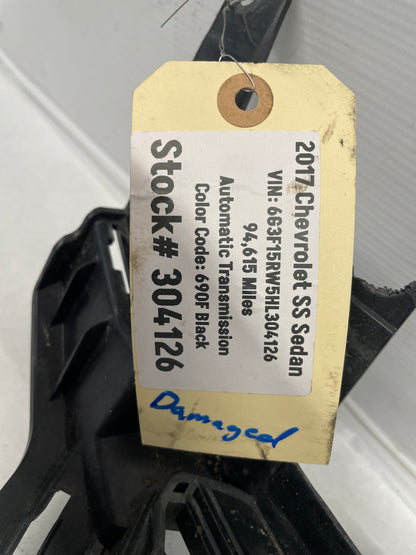 2017 Chevrolet SS Sedan
VIN: 6G3F15RW5HL304126
94,615 Miles
Automatic Transmission
Color Code: 690F Black
Stock# 304126
Damaged